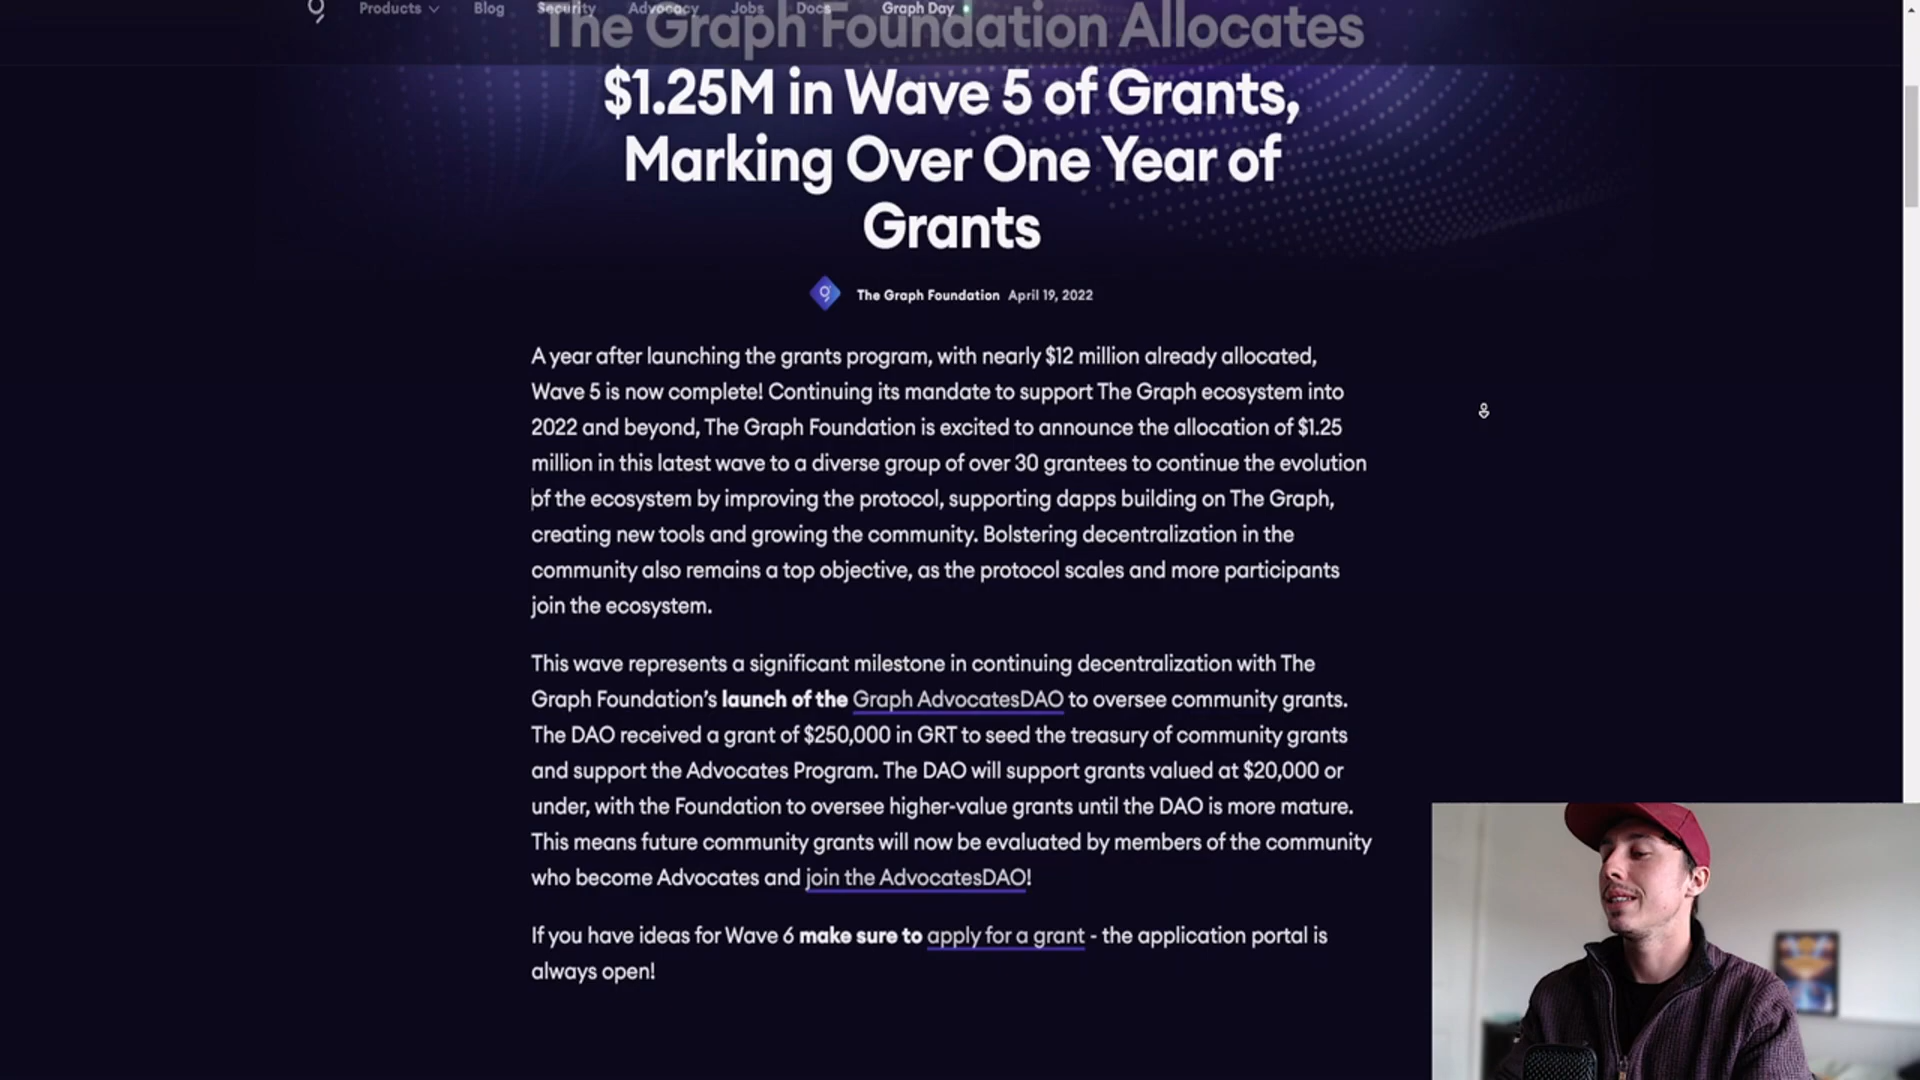 Products Blog Security Advocacy Jobs Docs Graph Day
The Graph Foundation Allocates
$1.25M in Wave 5 of Grants,
Marking Over One Year of
Grants
The Graph Foundation April 19, 2022
A year after launching the grants program, with nearly $12 million already allocated,
Wave 5 is now complete! Continuing its mandate to support The Graph ecosystem into
2022 and beyond, The Graph Foundation is excited to announce the allocation of $1.25
million in this latest wave to a diverse group of over 30 grantees to continue the evolution
of the ecosystem by improving the protocol, supporting dapps building on The Graph,
creating new tools and growing the community. Bolstering decentralization in the
community also remains a top objective, as the protocol scales and more participants
join the ecosystem.
This wave represents a significant milestone in continuing decentralization with The
Graph Foundation’s launch of the Graph AdvocatesDAO to oversee community grants.
The DAO received a grant of $250,000 in GRT to seed the treasury of community grants
and support the Advocates Program. The DAO will support grants valued at $20,000 or
under, with the Foundation to oversee higher-value grants until the DAO is more mature.
This means future community grants will now be evaluated by members of the community
who become Advocates and join the AdvocatesDAO!
If you have ideas for Wave 6 make sure to apply for a grant - the application portal is
always open!